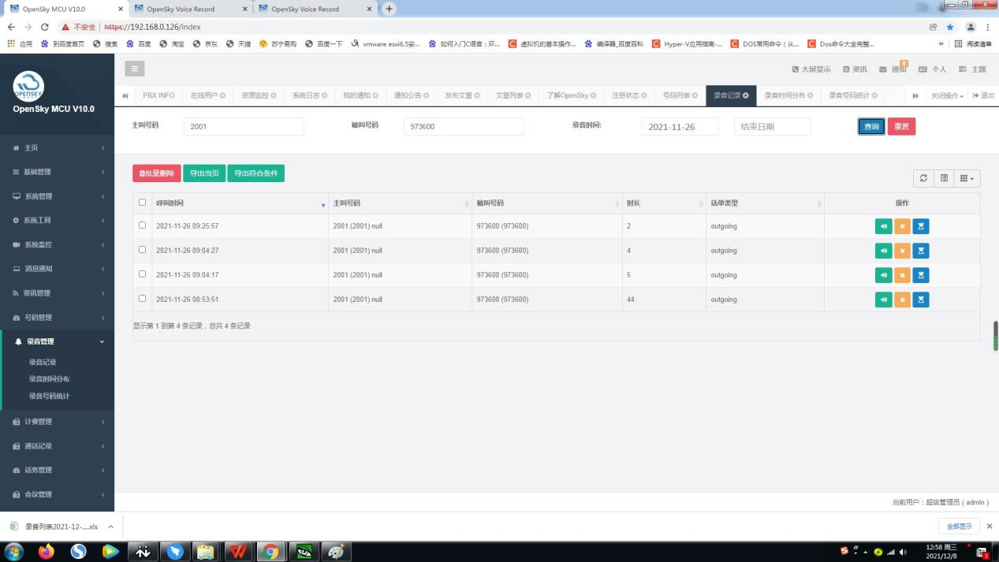 OpenSky MCU V10.0 OpenSky Voice Record OpenSky Voice Record
不安全 https://192.168.0.126/index
应用 到百度首页 搜索 百度 淘宝 京东 天猫 苏宁易购 百度一下 vmware esxi6.5安... 如何入门C语言：环... 虚拟机的基本操作... 编译器_百度百科 Hyper-V应用指南-... DOS常用命令（从... Dos命令大全完整... » 阅读清单
OPENSKY
OpenSky MCU V10.0
大屏显示 资讯 通知 0 个人 主题
PBX INFO 在线用户 资源监控 系统日志 我的通知 通知公告 发布文章 文章列表 了解OpenSky 注册状态 号码列表 录音记录 录音时间分布 录音号码统计 关闭操作 退出
主叫号码 2001 被叫号码 973600 录音时间: 2021-11-26 结束日期 查询 重置
主页
基础管理
系统管理
系统工具
系统监控
消息通知
资讯管理
号码管理
录音管理
录音记录
录音时间分布
录音号码统计
计费管理
通话记录
话务管理
会议管理
批量删除 导出当页 导出符合条件
呼叫时间 主叫号码 被叫号码 时长 话单类型 操作
2021-11-26 09:25:57 2001 (2001) null 973600 (973600) 2 outgoing
2021-11-26 09:04:27 2001 (2001) null 973600 (973600) 4 outgoing
2021-11-26 09:04:17 2001 (2001) null 973600 (973600) 5 outgoing
2021-11-26 08:53:51 2001 (2001) null 973600 (973600) 44 outgoing
显示第 1 到第 4 条记录，总共 4 条记录
当前用户：超级管理员（admin）
录音列表2021-12-....xls 全部显示
12:58 周三
2021/12/8
3